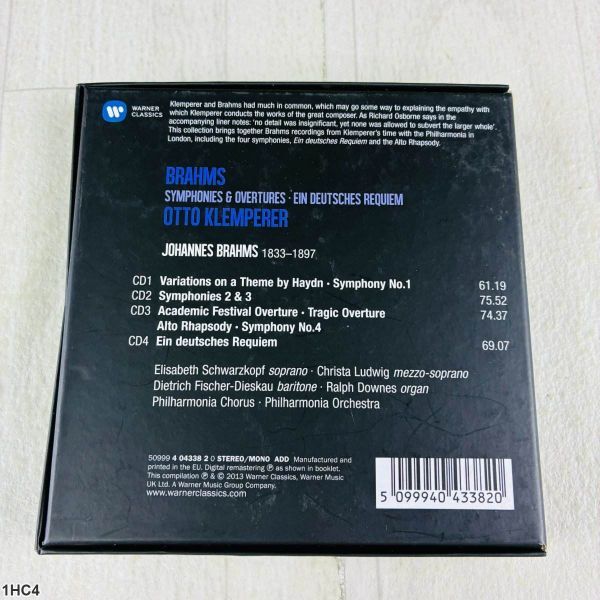 WARNER
CLASSICS
Klemperer and Brahms had much in common, which may go some way to explaining the empathy with
which Klemperer conducts the works of the great composer. As Richard Osborne says in the
accompanying liner notes: 'no detail was insignificant, yet none was allowed to subvert the larger whole'.
This collection brings together Brahms recordings from Klemperer's time with the Philharmonia in
London, including the four symphonies, Ein deutsches Requiem and the Alto Rhapsody.
BRAHMS
SYMPHONIES & OVERTURES · EIN DEUTSCHES REQUIEM
OTTO KLEMPERER
JOHANNES BRAHMS 1833–1897
CD1 Variations on a Theme by Haydn · Symphony No.1 61.19
CD2 Symphonies 2 & 3 75.52
CD3 Academic Festival Overture · Tragic Overture 74.37
Alto Rhapsody · Symphony No.4
CD4 Ein deutsches Requiem 69.07
Elisabeth Schwarzkopf soprano · Christa Ludwig mezzo-soprano
Dietrich Fischer-Dieskau baritone · Ralph Downes organ
Philharmonia Chorus · Philharmonia Orchestra
50999 4 04338 2 0 STEREO/MONO ADD Manufactured and
printed in the EU. Digital remastering ℗ as shown in booklet.
This compilation ℗ & © 2013 Warner Classics, Warner Music
UK Ltd. A Warner Music Group Company.
www.warnerclassics.com
5 099940 433820
1HC4